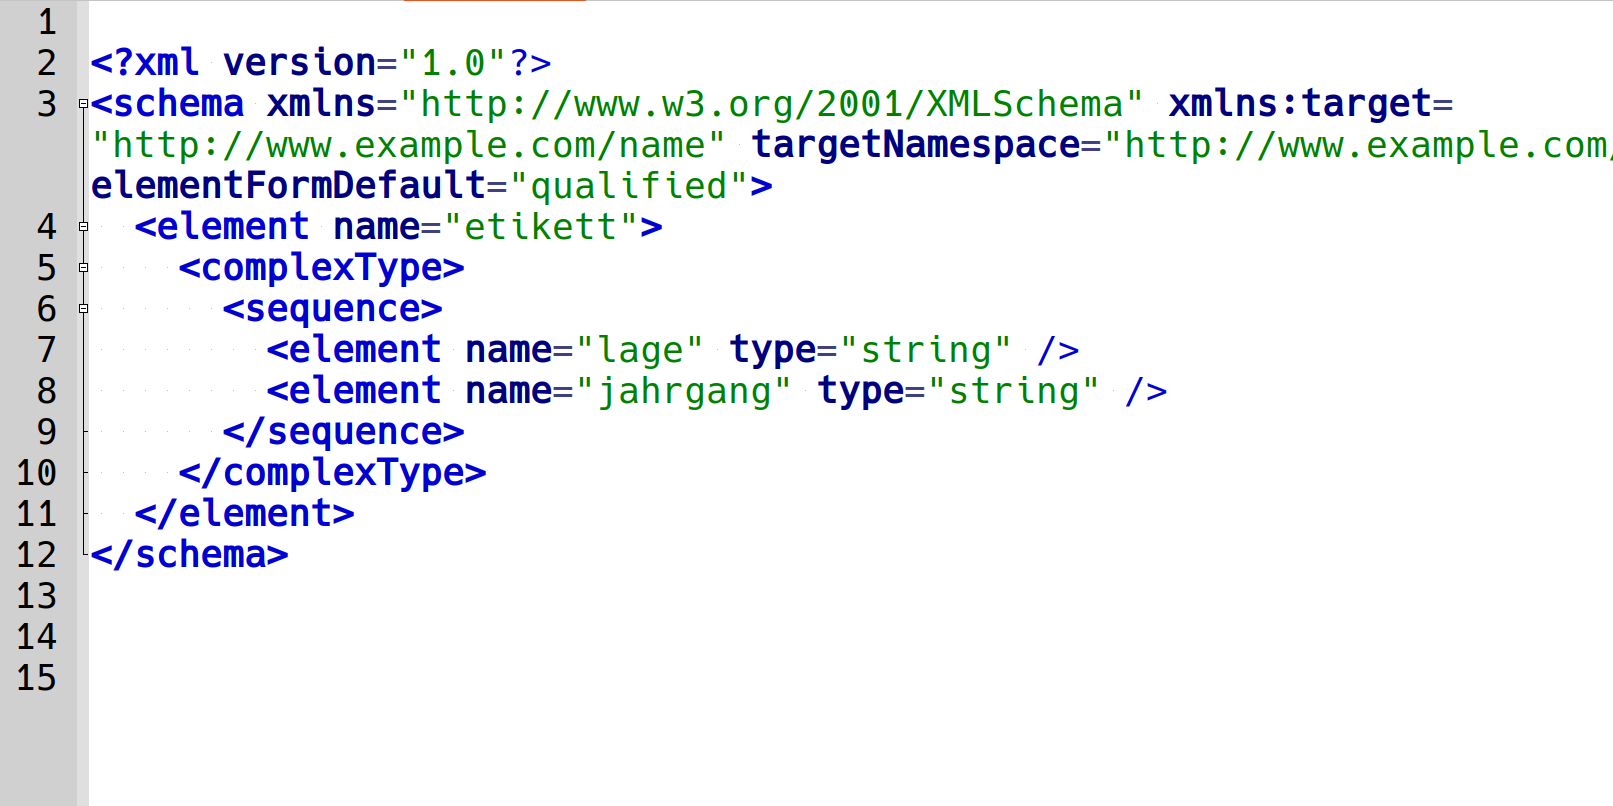 1
2 <?xml version="1.0"?>
3 <schema xmlns="http://www.w3.org/2001/XMLSchema" xmlns:target=
"http://www.example.com/name" targetNamespace="http://www.example.com/
elementFormDefault="qualified">
4 <element name="etikett">
5 <complexType>
6 <sequence>
7 <element name="lage" type="string" />
8 <element name="jahrgang" type="string" />
9 </sequence>
10 </complexType>
11 </element>
12 </schema>
13
14
15